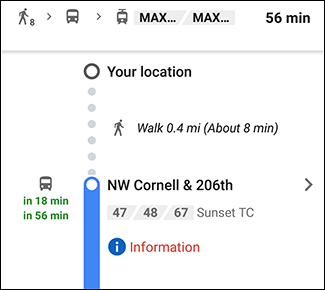 8 MAX... MAX... 56 min
Your location
Walk 0.4 mi (About 8 min)
NW Cornell & 206th
in 18 min
in 56 min
47 48 67 Sunset TC
Information